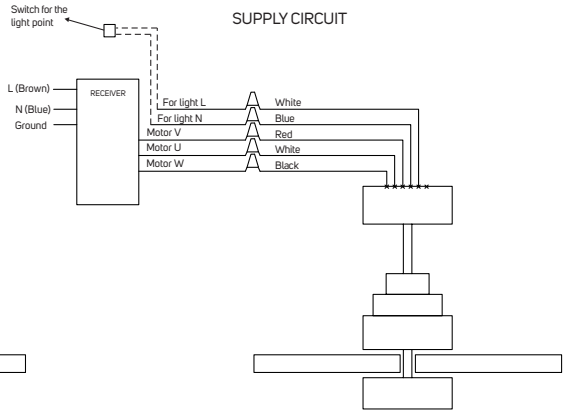 Switch for the
light point
SUPPLY CIRCUIT
L (Brown)
N (Blue)
Ground
RECEIVER
For light L
White
For light N
Blue
Motor V
Red
Motor U
White
Motor W
Black